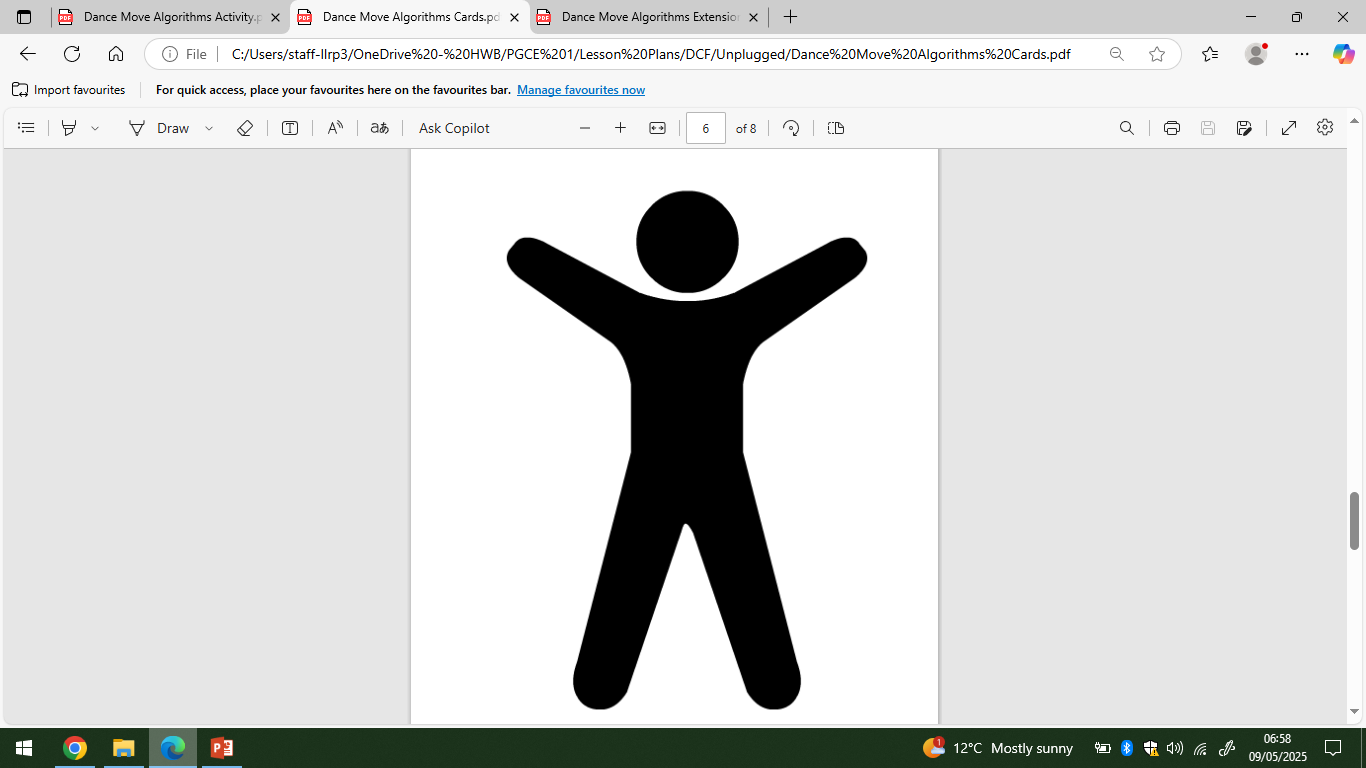 Dance Move Algorithms Activity.p
Dance Move Algorithms Cards.pd
Dance Move Algorithms Extension
File
C:/Users/staff-llrp3/OneDrive%20-%20HWB/PGCE%201/Lesson%20Plans/DCF/Unplugged/Dance%20Move%20Algorithms%20Cards.pdf
Import favourites
For quick access, place your favourites here on the favourites bar. Manage favourites now
Draw
Ask Copilot
6 of 8
12°C Mostly sunny
06:58
09/05/2025